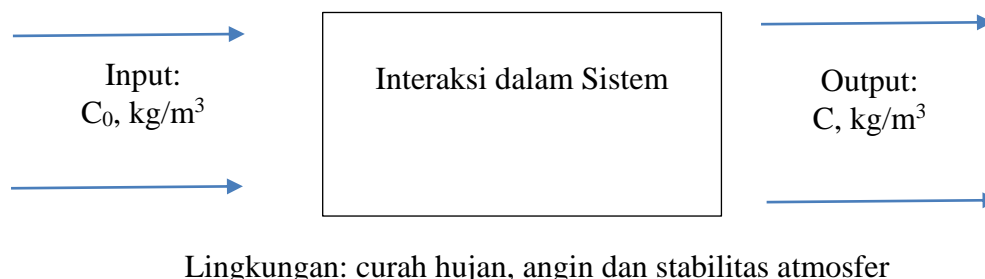 Input:
C₀, kg/m³
Interaksi dalam Sistem
Output:
C, kg/m³
Lingkungan: curah hujan, angin dan stabilitas atmosfer